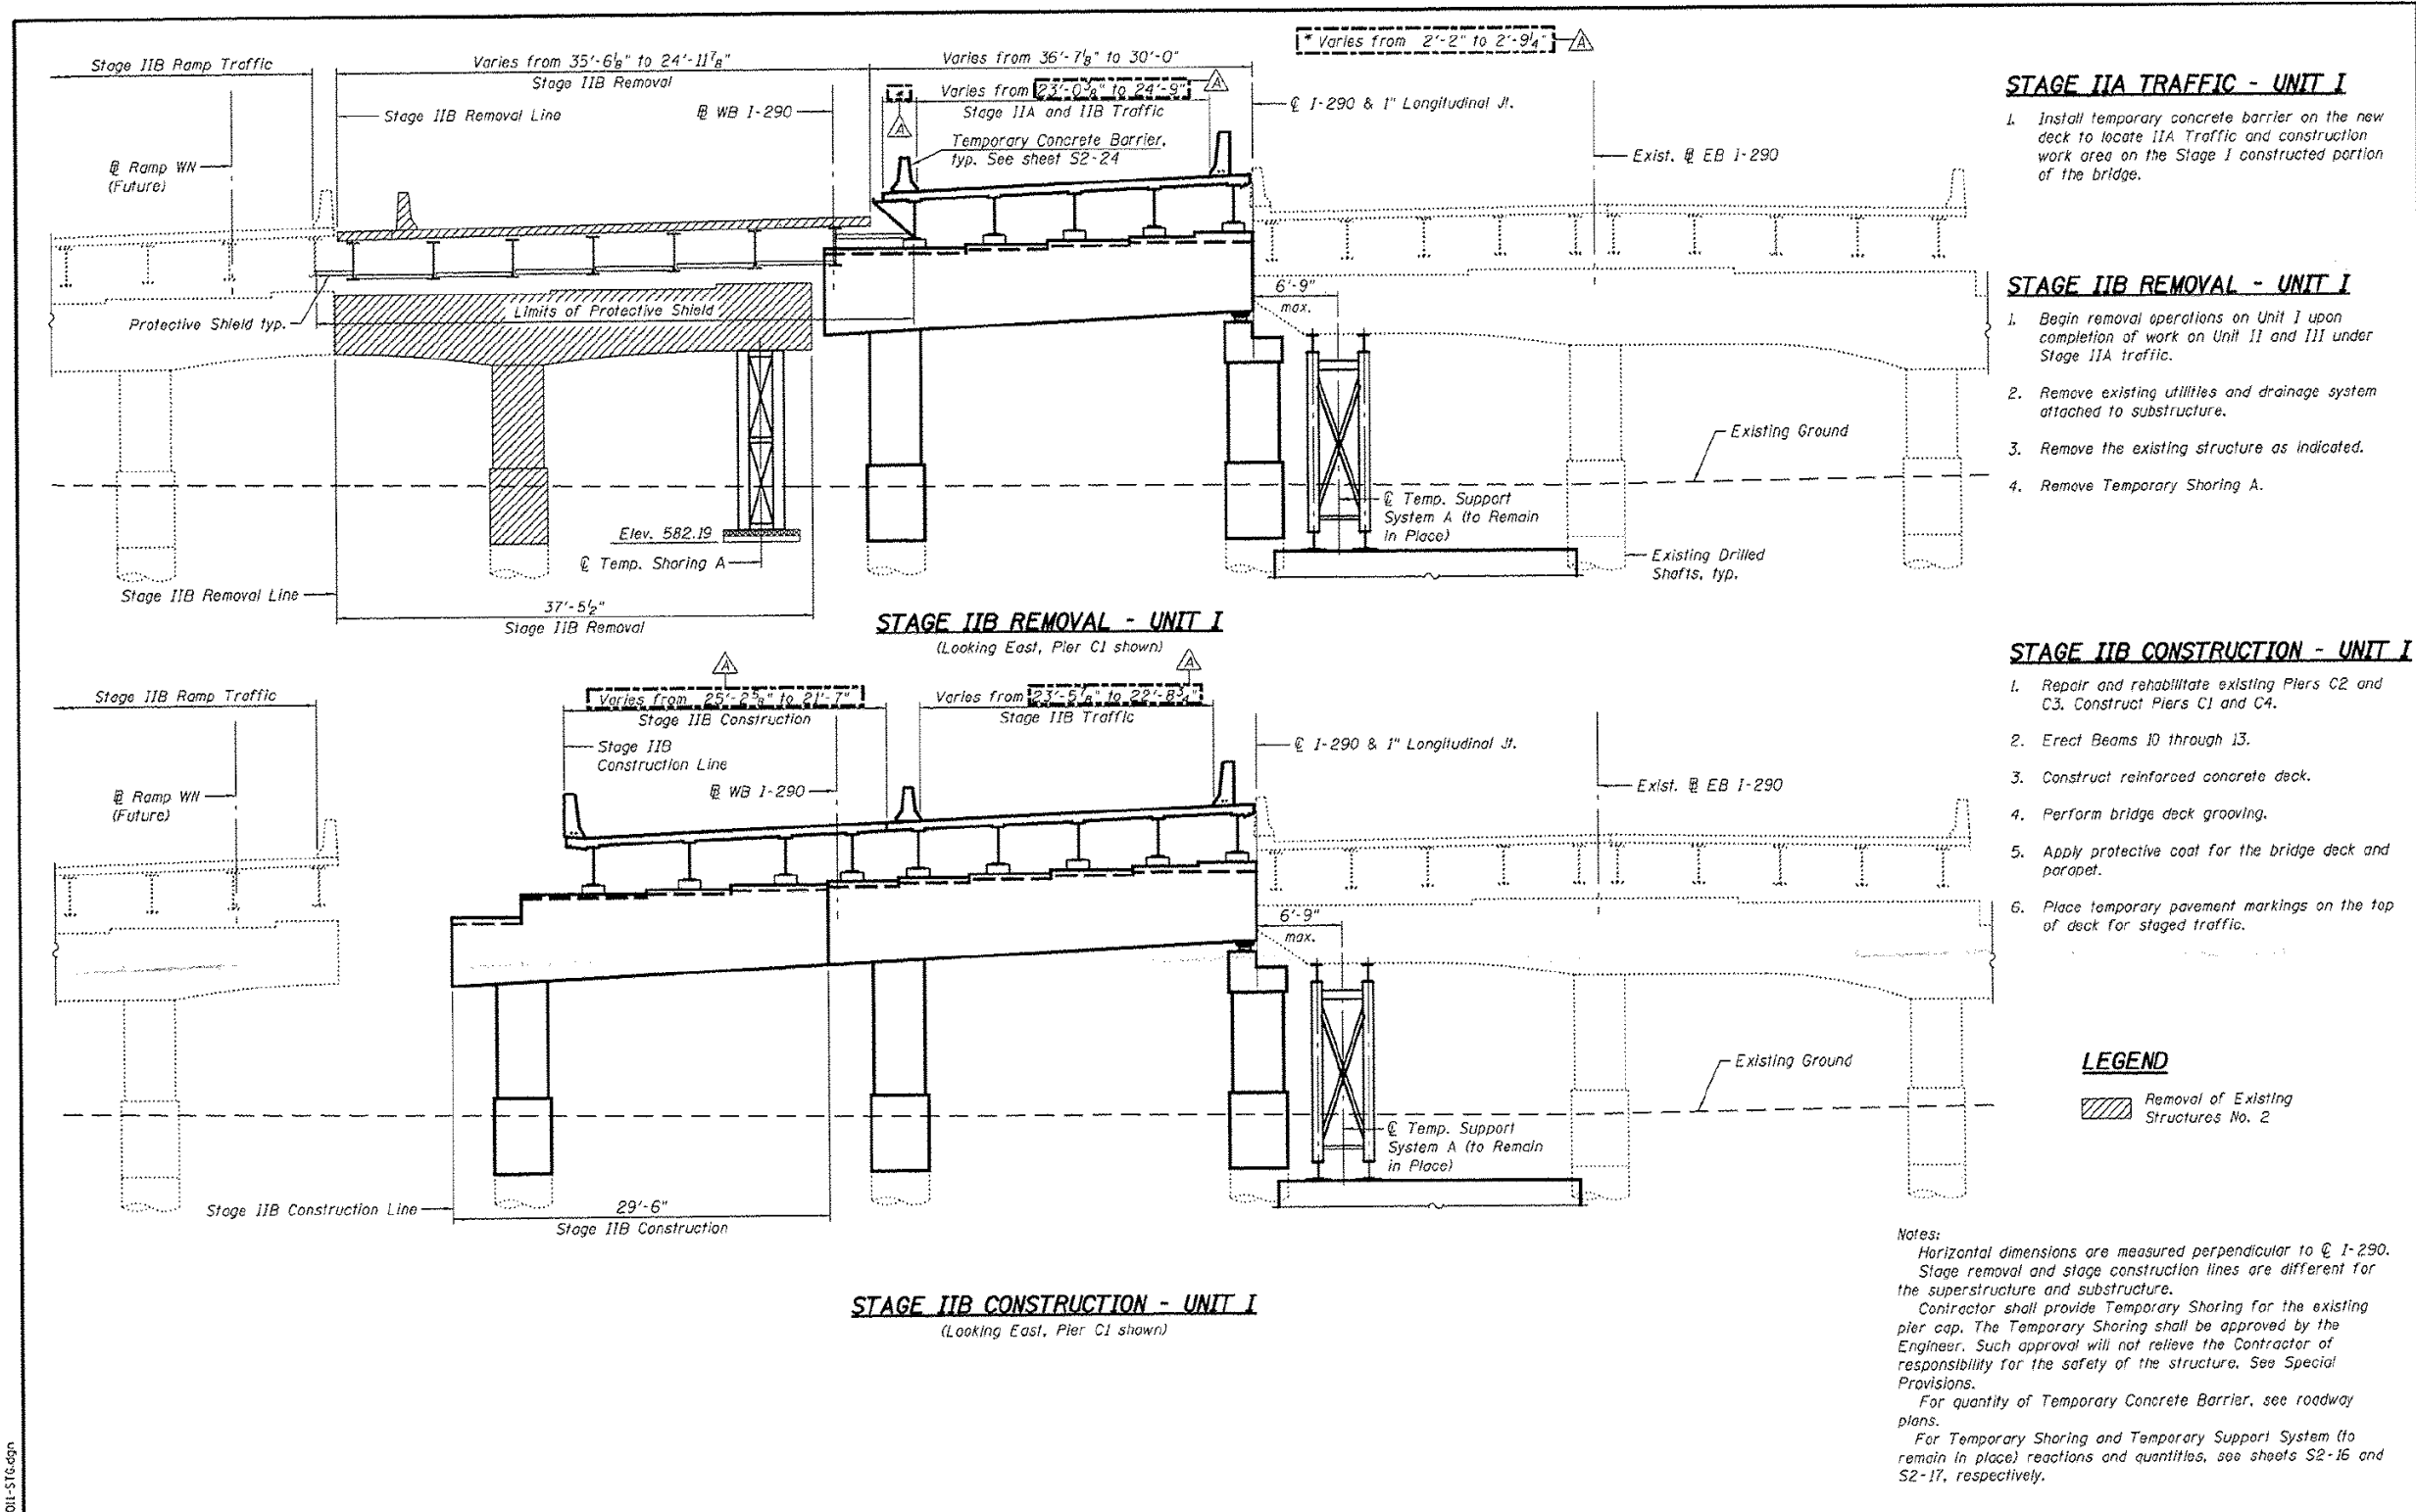 * Varies from 2'-2" to 2'-9¼"
A
Stage IIB Ramp Traffic
Varies from 35'-6⅛" to 24'-11⅞"
Stage IIB Removal
Varies from 36'-7⅛" to 30'-0"
*
A
Varies from 23'-0⅜" to 24'-9"
A
Stage IIA and IIB Traffic
Stage IIB Removal Line
℄ I-290 & 1" Longitudinal Jt.
Temporary Concrete Barrier,
typ. See sheet S2-24
Exist. EB I-290
WB I-290
Ramp WN
(Future)
Protective Shield typ.
Limits of Protective Shield
6'-9"
max.
Existing Ground
℄ Temp. Support
System A (to Remain
in Place)
Elev. 582.19
℄ Temp. Shoring A
Existing Drilled
Shafts, typ.
Stage IIB Removal Line
37'-5½"
Stage IIB Removal
STAGE IIB REMOVAL - UNIT I
(Looking East, Pier C1 shown)
STAGE IIA TRAFFIC - UNIT I
1. Install temporary concrete barrier on the new
deck to locate IIA Traffic and construction
work area on the Stage I constructed portion
of the bridge.
STAGE IIB REMOVAL - UNIT I
1. Begin removal operations on Unit I upon
completion of work on Unit II and III under
Stage IIA traffic.
2. Remove existing utilities and drainage system
attached to substructure.
3. Remove the existing structure as indicated.
4. Remove Temporary Shoring A.
A
A
Stage IIB Ramp Traffic
Varies from 25'-2⅝" to 21'-7"
Stage IIB Construction
Varies from 23'-5⅛" to 22'-8¾"
Stage IIB Traffic
Stage IIB
Construction Line
℄ I-290 & 1" Longitudinal Jt.
WB I-290
Exist. EB I-290
Ramp WN
(Future)
6'-9"
max.
Existing Ground
℄ Temp. Support
System A (to Remain
in Place)
Stage IIB Construction Line
29'-6"
Stage IIB Construction
STAGE IIB CONSTRUCTION - UNIT I
(Looking East, Pier C1 shown)
STAGE IIB CONSTRUCTION - UNIT I
1. Repair and rehabilitate existing Piers C2 and
C3. Construct Piers C1 and C4.
2. Erect Beams 10 through 13.
3. Construct reinforced concrete deck.
4. Perform bridge deck grooving.
5. Apply protective coat for the bridge deck and
parapet.
6. Place temporary pavement markings on the top
of deck for staged traffic.
LEGEND
Removal of Existing
Structures No. 2
Notes:
Horizontal dimensions are measured perpendicular to ℄ I-290.
Stage removal and stage construction lines are different for
the superstructure and substructure.
Contractor shall provide Temporary Shoring for the existing
pier cap. The Temporary Shoring shall be approved by the
Engineer. Such approval will not relieve the Contractor of
responsibility for the safety of the structure. See Special
Provisions.
For quantity of Temporary Concrete Barrier, see roadway
plans.
For Temporary Shoring and Temporary Support System (to
remain in place) reactions and quantities, see sheets S2-16 and
S2-17, respectively.
011-STG.dgn